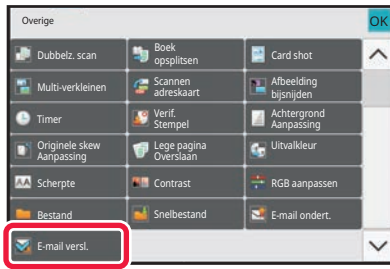 Overige
OK
Dubbelz. scan
Boek
opsplitsen
Card shot
Multi-verkleinen
Scannen
adreskaart
Afbeelding
bijsnijden
Timer
Verif.
Stempel
Achtergrond
Aanpassing
Originele skew
Aanpassing
Lege pagina
Overslaan
Uitvalkleur
Scherpte
Contrast
RGB aanpassen
Bestand
Snelbestand
E-mail ondert.
E-mail versl.